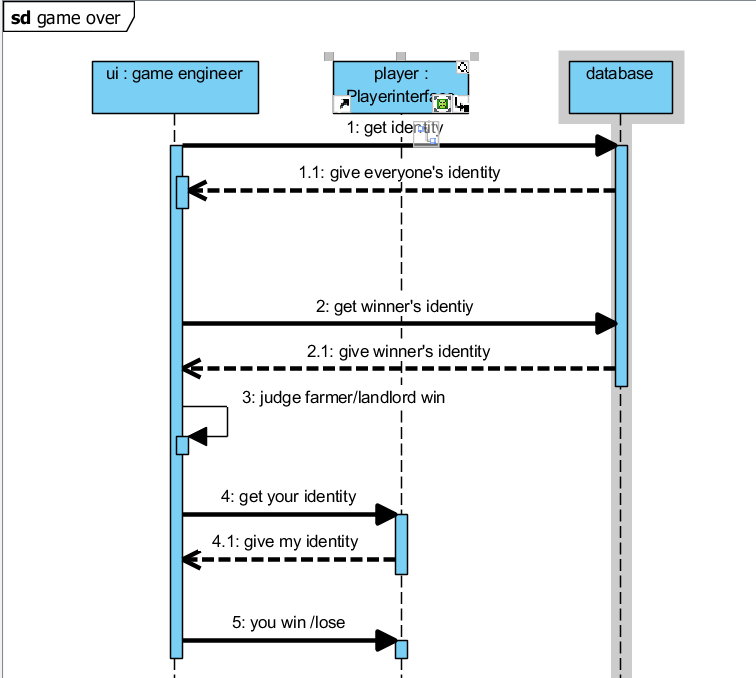 sd game over
ui : game engineer
player :
Playerinterface
database
1: get identity
1.1: give everyone's identity
2: get winner's identiy
2.1: give winner's identity
3: judge farmer/landlord win
4: get your identity
4.1: give my identity
5: you win /lose